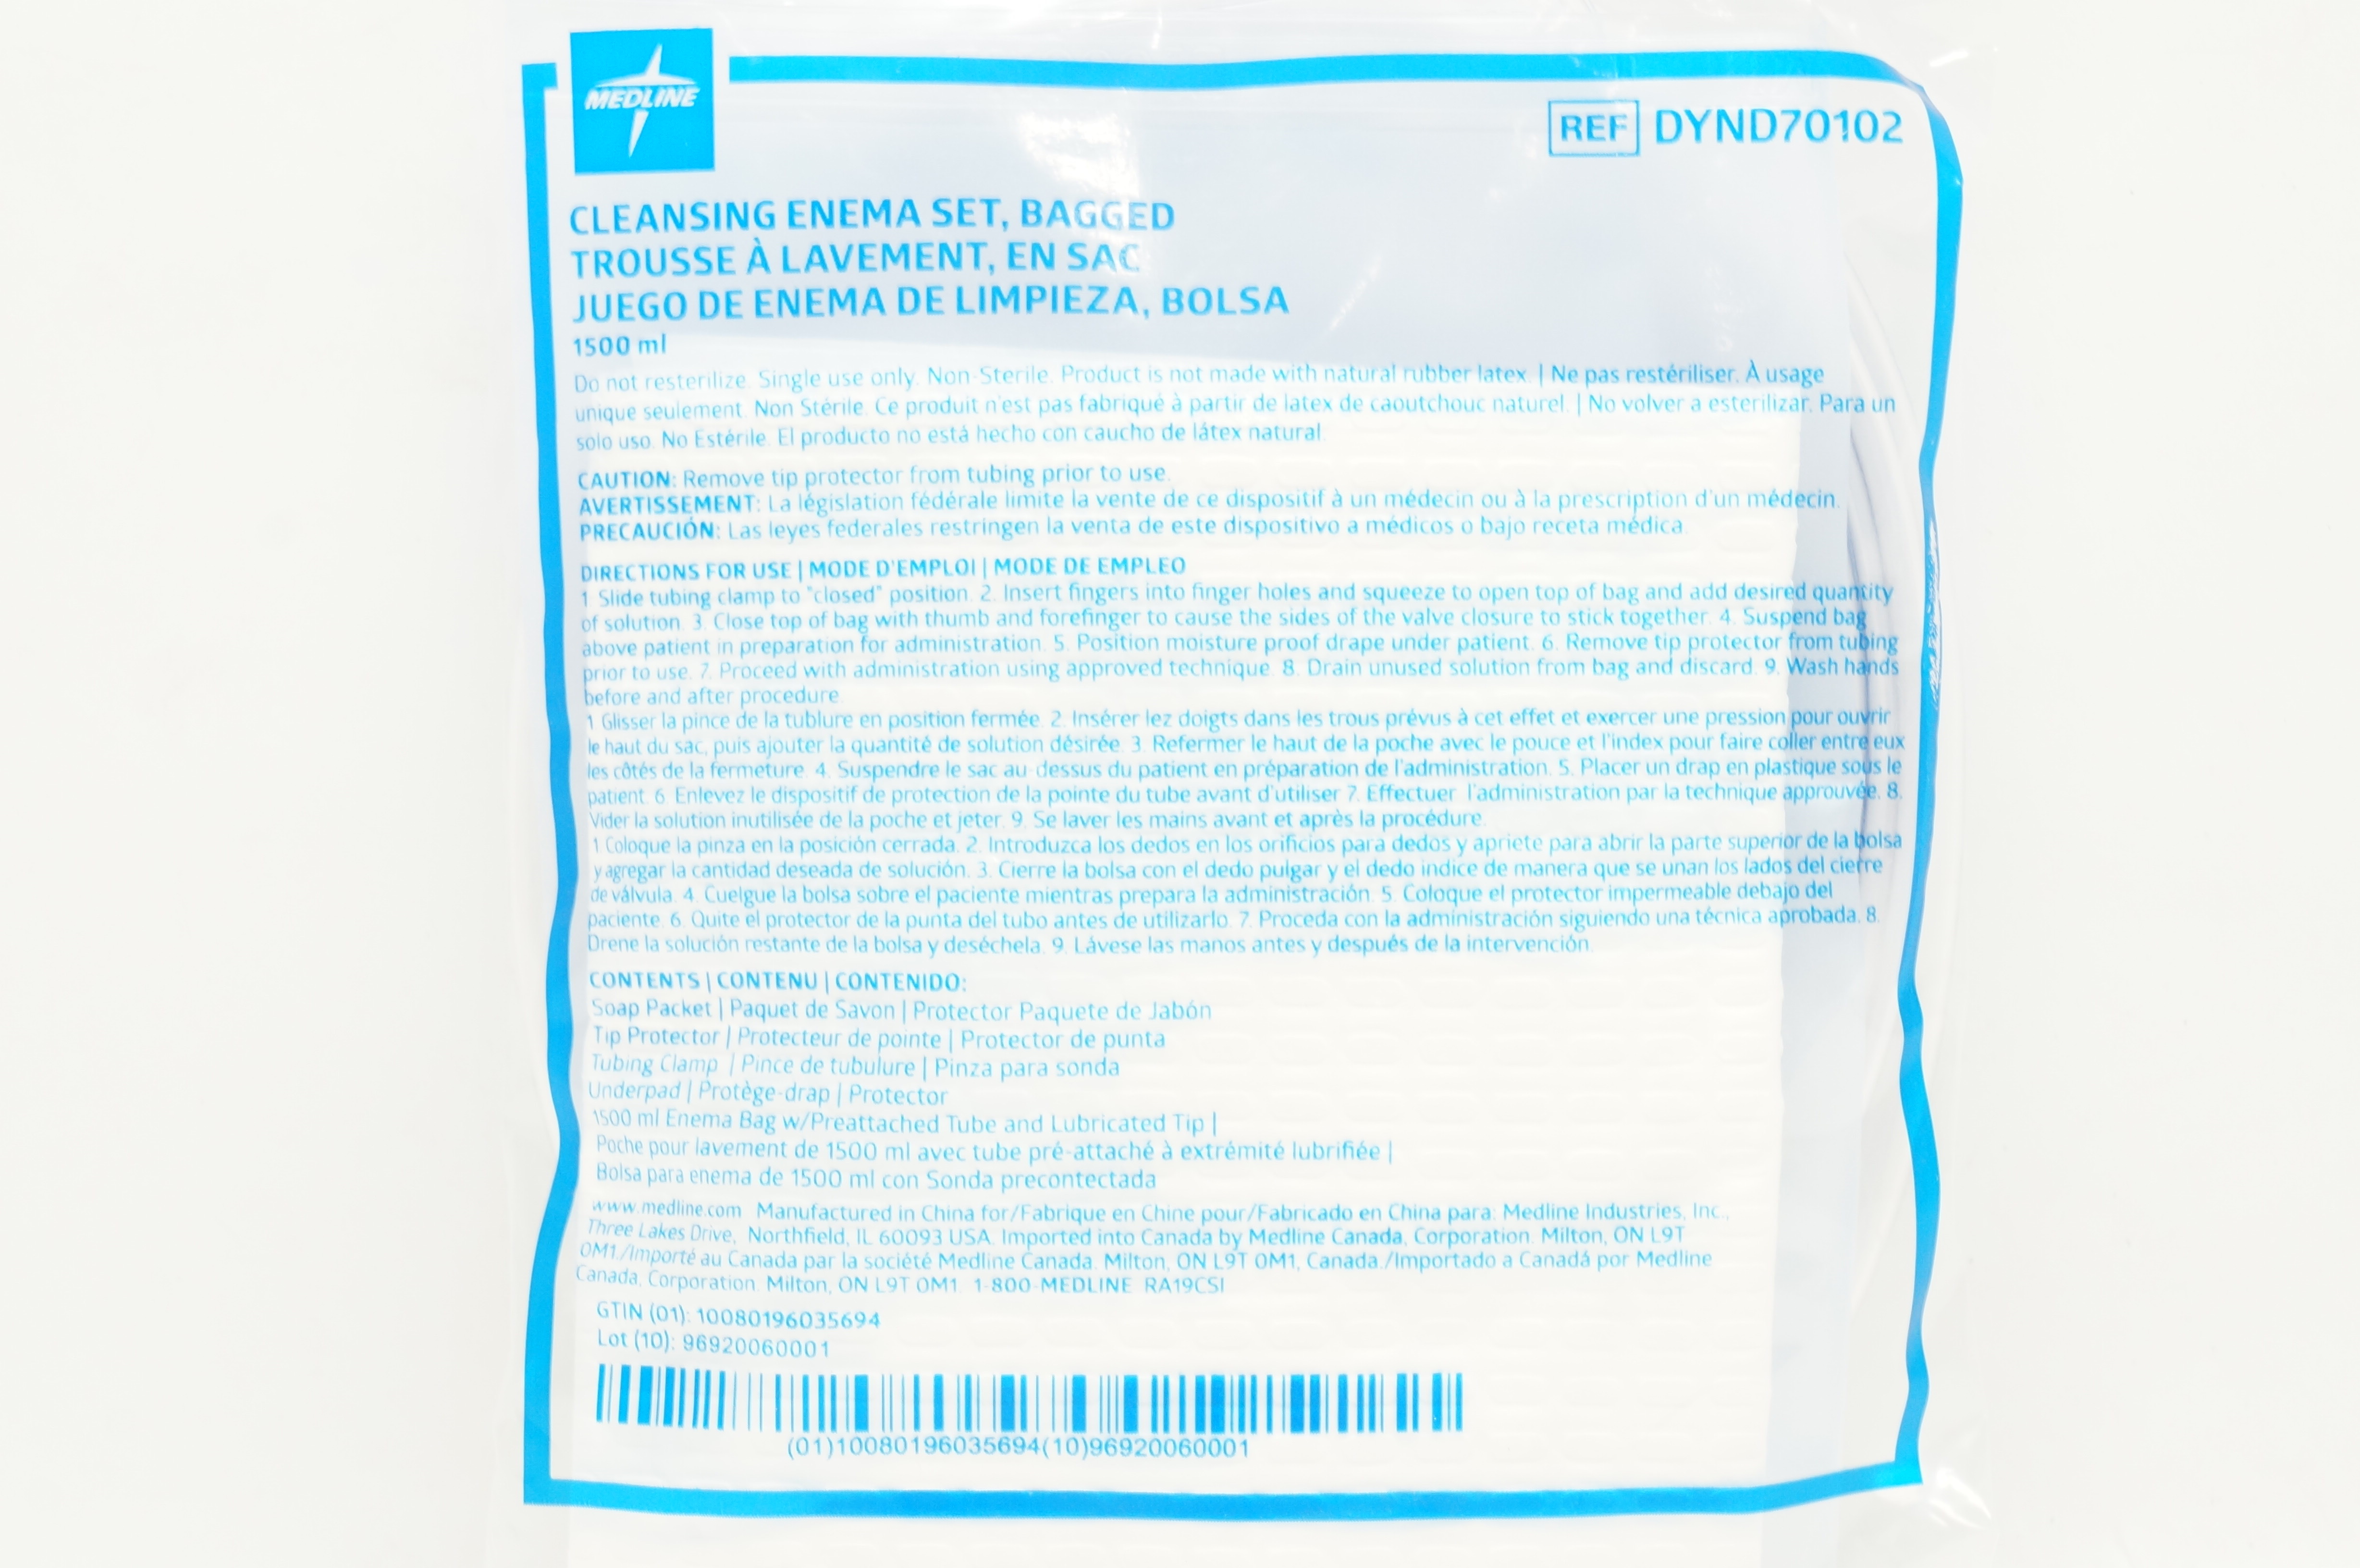 MEDLINE
REF DYND70102
CLEANSING ENEMA SET, BAGGED
TROUSSE À LAVEMENT, EN SAC
JUEGO DE ENEMA DE LIMPIEZA, BOLSA
1500 ml
Do not resterilize. Single use only. Non-Sterile. Product is not made with natural rubber latex. | Ne pas restériliser. À usage
unique seulement. Non Stérile. Ce produit n'est pas fabriqué à partir de latex de caoutchouc naturel. | No volver a esterilizar. Para un
solo uso. No Estérile. El producto no está hecho con caucho de látex natural.
CAUTION: Remove tip protector from tubing prior to use.
AVERTISSEMENT: La législation fédérale limite la vente de ce dispositif à un médecin ou à la prescription d'un médecin.
PRECAUCIÓN: Las leyes federales restringen la venta de este dispositivo a médicos o bajo receta médica.
DIRECTIONS FOR USE | MODE D'EMPLOI | MODE DE EMPLEO
1 Slide tubing clamp to "closed" position. 2. Insert fingers into finger holes and squeeze to open top of bag and add desired quantity
of solution. 3. Close top of bag with thumb and forefinger to cause the sides of the valve closure to stick together. 4. Suspend bag
above patient in preparation for administration. 5. Position moisture proof drape under patient. 6. Remove tip protector from tubing
prior to use. 7. Proceed with administration using approved technique. 8. Drain unused solution from bag and discard. 9. Wash hands
before and after procedure.
1 Glisser la pince de la tublure en position fermée. 2. Insérer lez doigts dans les trous prévus à cet effet et exercer une pression pour ouvrir
le haut du sac, puis ajouter la quantité de solution désirée. 3. Refermer le haut de la poche avec le pouce et l'index pour faire coller entre eux
les côtés de la fermeture. 4. Suspendre le sac au-dessus du patient en préparation de l'administration. 5. Placer un drap en plastique sous le
patient. 6. Enlevez le dispositif de protection de la pointe du tube avant d'utiliser 7. Effectuer l'administration par la technique approuvée. 8.
Vider la solution inutilisée de la poche et jeter. 9. Se laver les mains avant et après la procédure.
1 Coloque la pinza en la posición cerrada. 2. Introduzca los dedos en los orificios para dedos y apriete para abrir la parte superior de la bolsa
y agregar la cantidad deseada de solución. 3. Cierre la bolsa con el dedo pulgar y el dedo índice de manera que se unan los lados del cierre
de válvula. 4. Cuelgue la bolsa sobre el paciente mientras prepara la administración. 5. Coloque el protector impermeable debajo del
paciente. 6. Quite el protector de la punta del tubo antes de utilizarlo. 7. Proceda con la administración siguiendo una técnica aprobada. 8.
Drene la solución restante de la bolsa y deséchela. 9. Lávese las manos antes y después de la intervención.
CONTENTS | CONTENU | CONTENIDO:
Soap Packet | Paquet de Savon | Protector Paquete de Jabón
Tip Protector | Protecteur de pointe | Protector de punta
Tubing Clamp | Pince de tubulure | Pinza para sonda
Underpad | Protège-drap | Protector
1500 ml Enema Bag w/Preattached Tube and Lubricated Tip |
Poche pour lavement de 1500 ml avec tube pré-attaché à extrémité lubrifiée |
Bolsa para enema de 1500 ml con Sonda precontectada
www.medline.com Manufactured in China for/Fabrique en Chine pour/Fabricado en China para: Medline Industries, Inc.,
Three Lakes Drive, Northfield, IL 60093 USA. Imported into Canada by Medline Canada, Corporation. Milton, ON L9T
0M1./Importé au Canada par la société Medline Canada. Milton, ON L9T 0M1, Canada./Importado a Canadá por Medline
Canada, Corporation. Milton, ON L9T 0M1. 1-800-MEDLINE RA19CSI
GTIN (01): 10080196035694
Lot (10): 96920060001
(01)10080196035694(10)96920060001